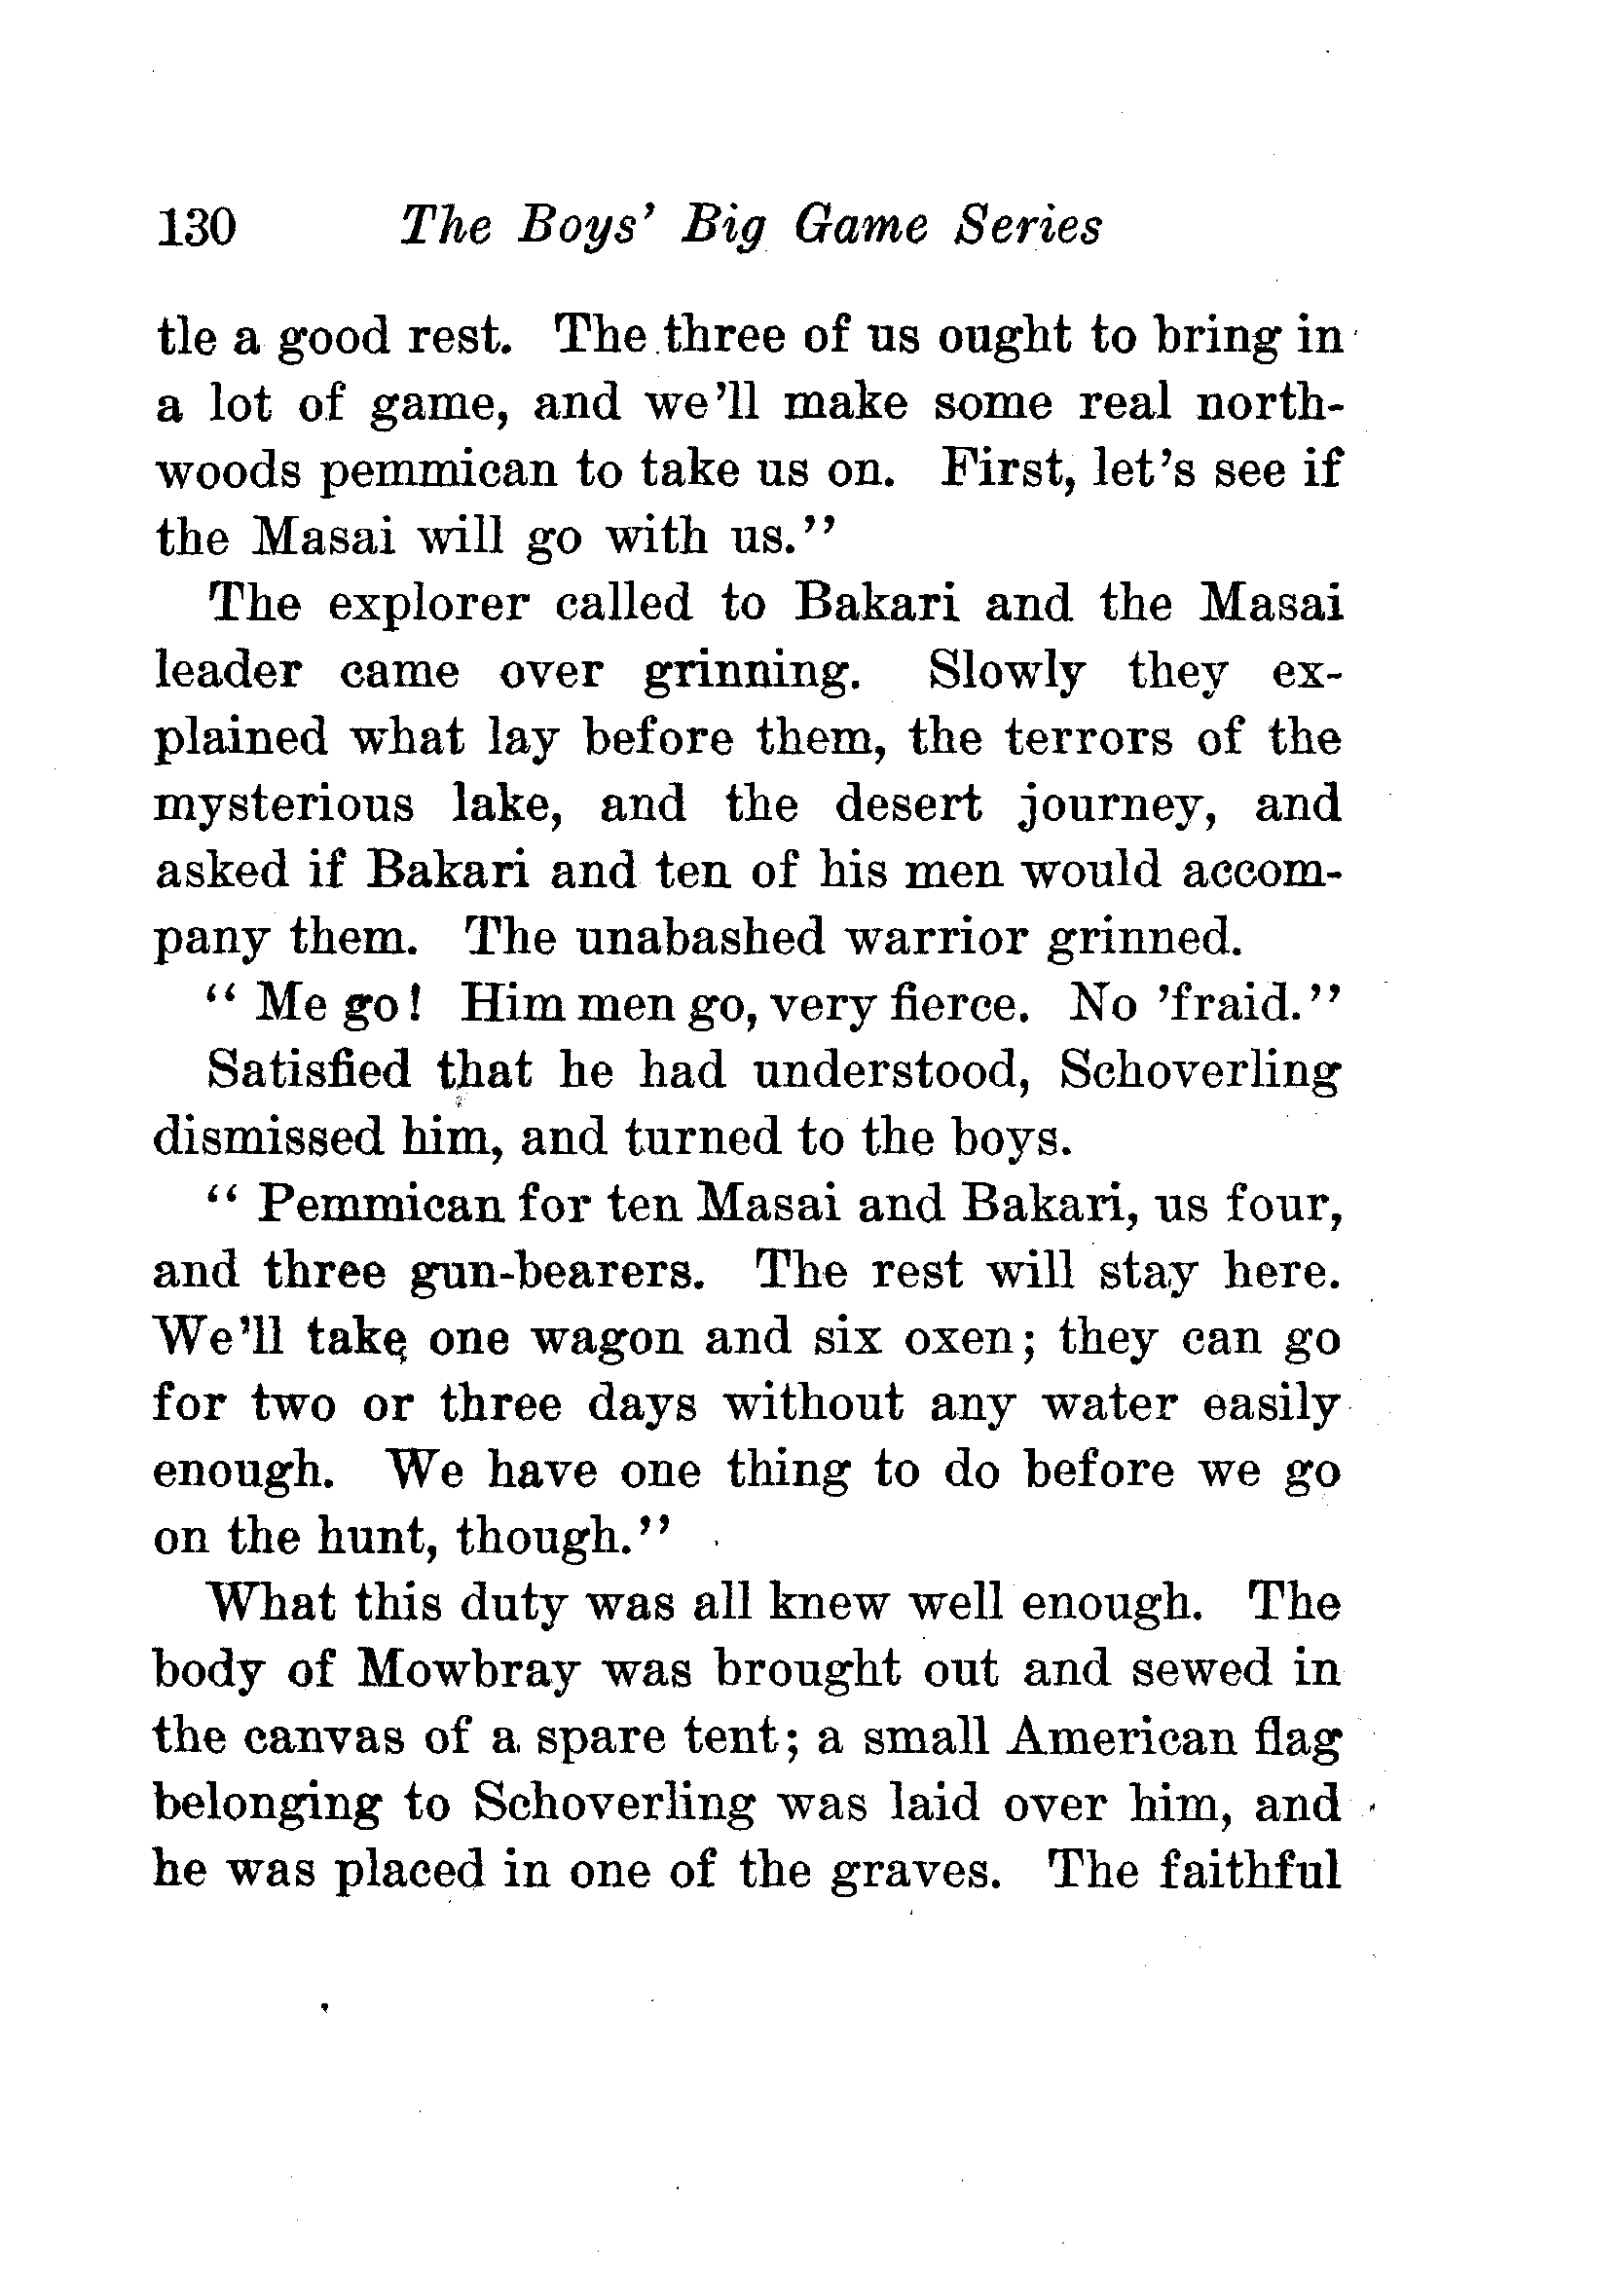 130 The Boys' Big Game Series
tle a good rest. The three of us ought to bring in
a lot of game, and we'll make some real north-
woods pemmican to take us on. First, let's see if
the Masai will go with us."
The explorer called to Bakari and the Masai
leader came over grinning. Slowly they ex-
plained what lay before them, the terrors of the
mysterious lake, and the desert journey, and
asked if Bakari and ten of his men would accom-
pany them. The unabashed warrior grinned.
"Me go! Him men go, very fierce. No 'fraid."
Satisfied that he had understood, Schoverling
dismissed him, and turned to the boys.
"Pemmican for ten Masai and Bakari, us four,
and three gun-bearers. The rest will stay here.
We'll take one wagon and six oxen; they can go
for two or three days without any water easily
enough. We have one thing to do before we go
on the hunt, though."
What this duty was all knew well enough. The
body of Mowbray was brought out and sewed in
the canvas of a spare tent; a small American flag
belonging to Schoverling was laid over him, and
he was placed in one of the graves. The faithful